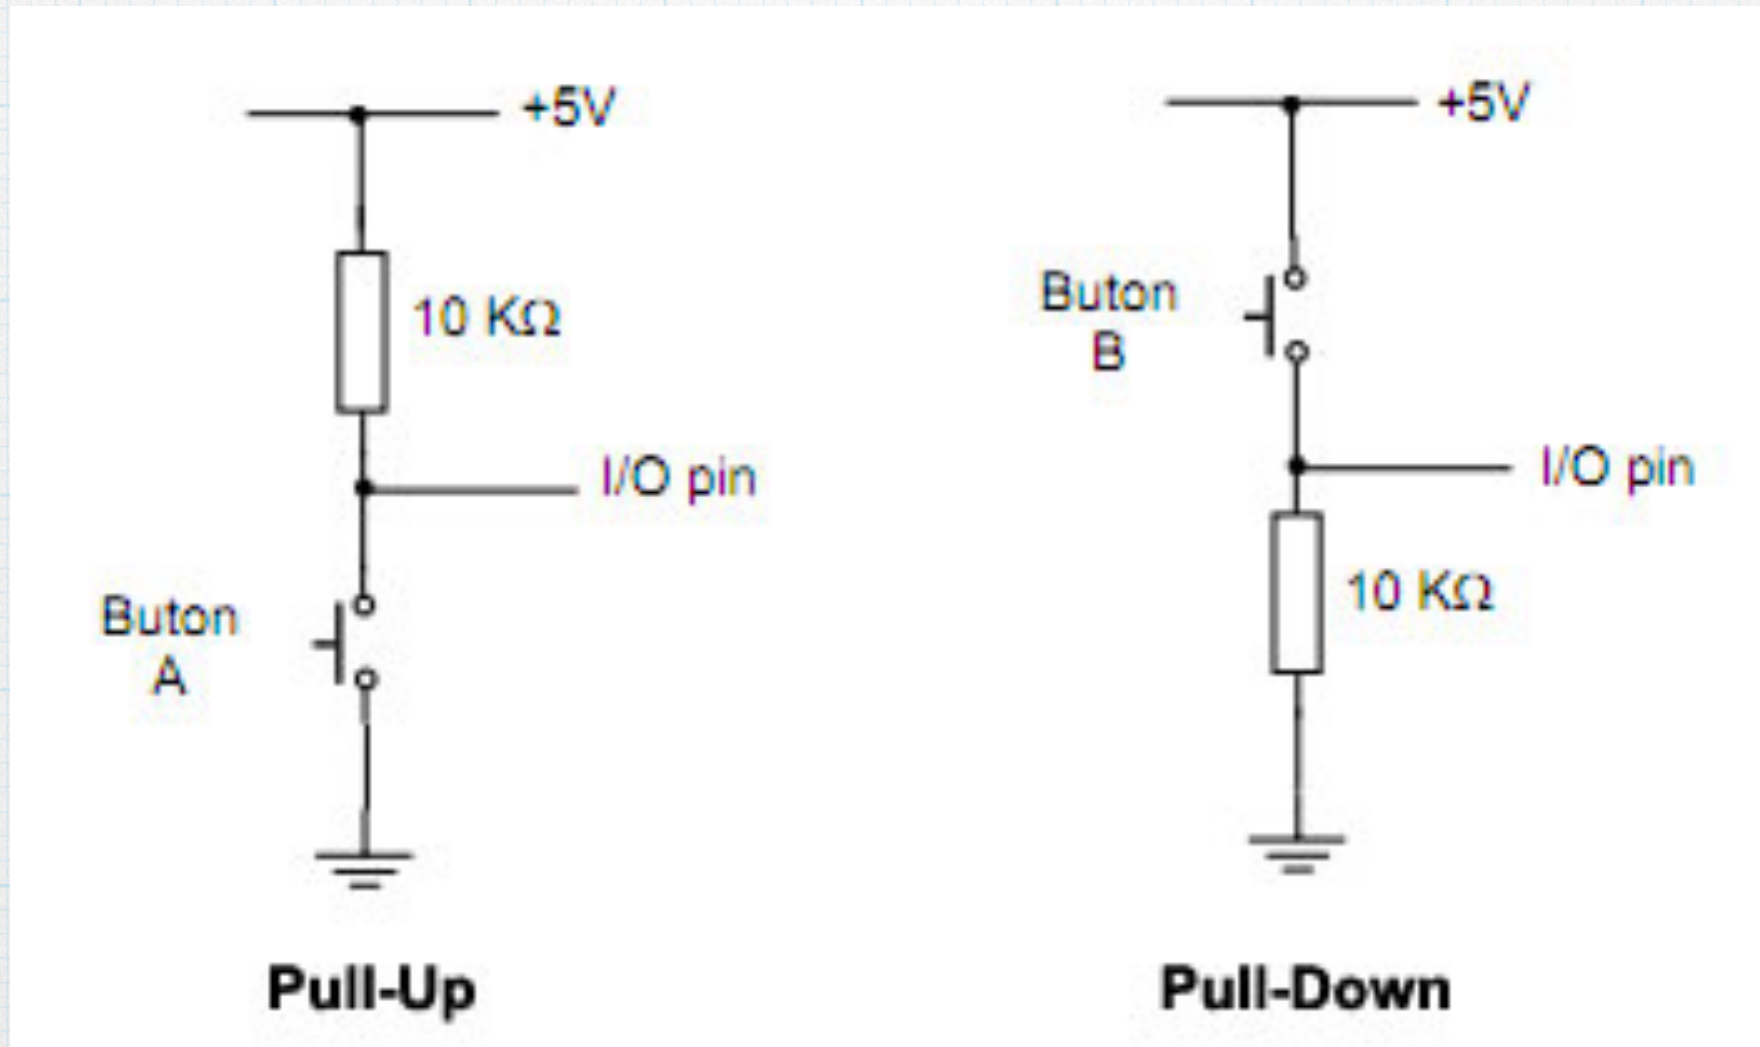 +5V
10 KΩ
I/O pin
Buton
A
Pull-Up
+5V
Buton
B
I/O pin
10 KΩ
Pull-Down